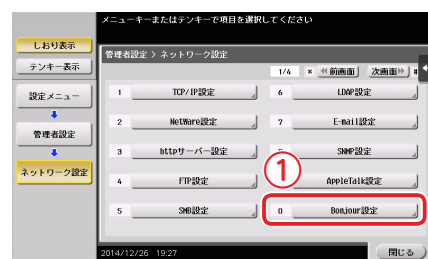 メニューキーまたはテンキーで項目を選択してください
しおり表示
テンキー表示
設定メニュー
管理者設定
ネットワーク設定
管理者設定 > ネットワーク設定
1/4 * 前画面 次画面 #
1 TCP/IP設定
2 NetWare設定
3 httpサーバー設定
4 FTP設定
5 SMB設定
6 LDAP設定
7 E-mail設定
SNMP設定
AppleTalk設定
0 Bonjour設定
1
2014/12/26 19:27
閉じる